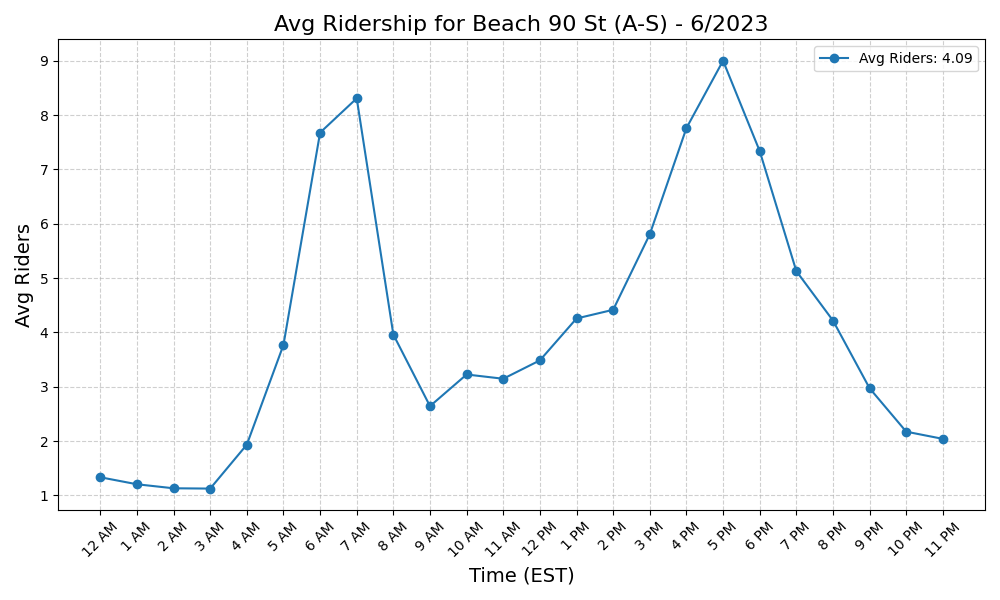 Avg Ridership for Beach 90 St (A-S) - 6/2023
Avg Riders: 4.09
Avg Riders
9
8
7
6
5
4
3
2
1
12 AM
1 AM
2 AM
3 AM
4 AM
5 AM
6 AM
7 AM
8 AM
9 AM
10 AM
11 AM
12 PM
1 PM
2 PM
3 PM
4 PM
5 PM
6 PM
7 PM
8 PM
9 PM
10 PM
11 PM
Time (EST)